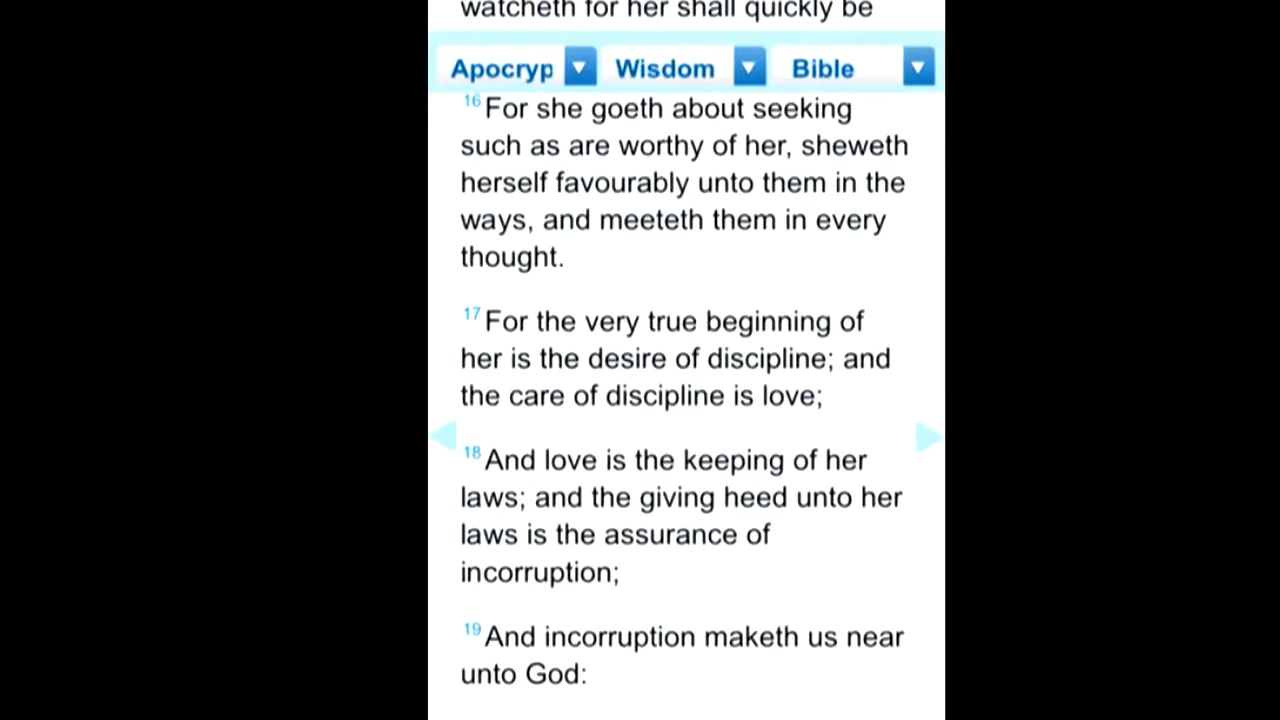 watcheth for her shall quickly be
Apocryp Wisdom Bible
16 For she goeth about seeking
such as are worthy of her, sheweth
herself favourably unto them in the
ways, and meeteth them in every
thought.
17 For the very true beginning of
her is the desire of discipline; and
the care of discipline is love;
18 And love is the keeping of her
laws; and the giving heed unto her
laws is the assurance of
incorruption;
19 And incorruption maketh us near
unto God: